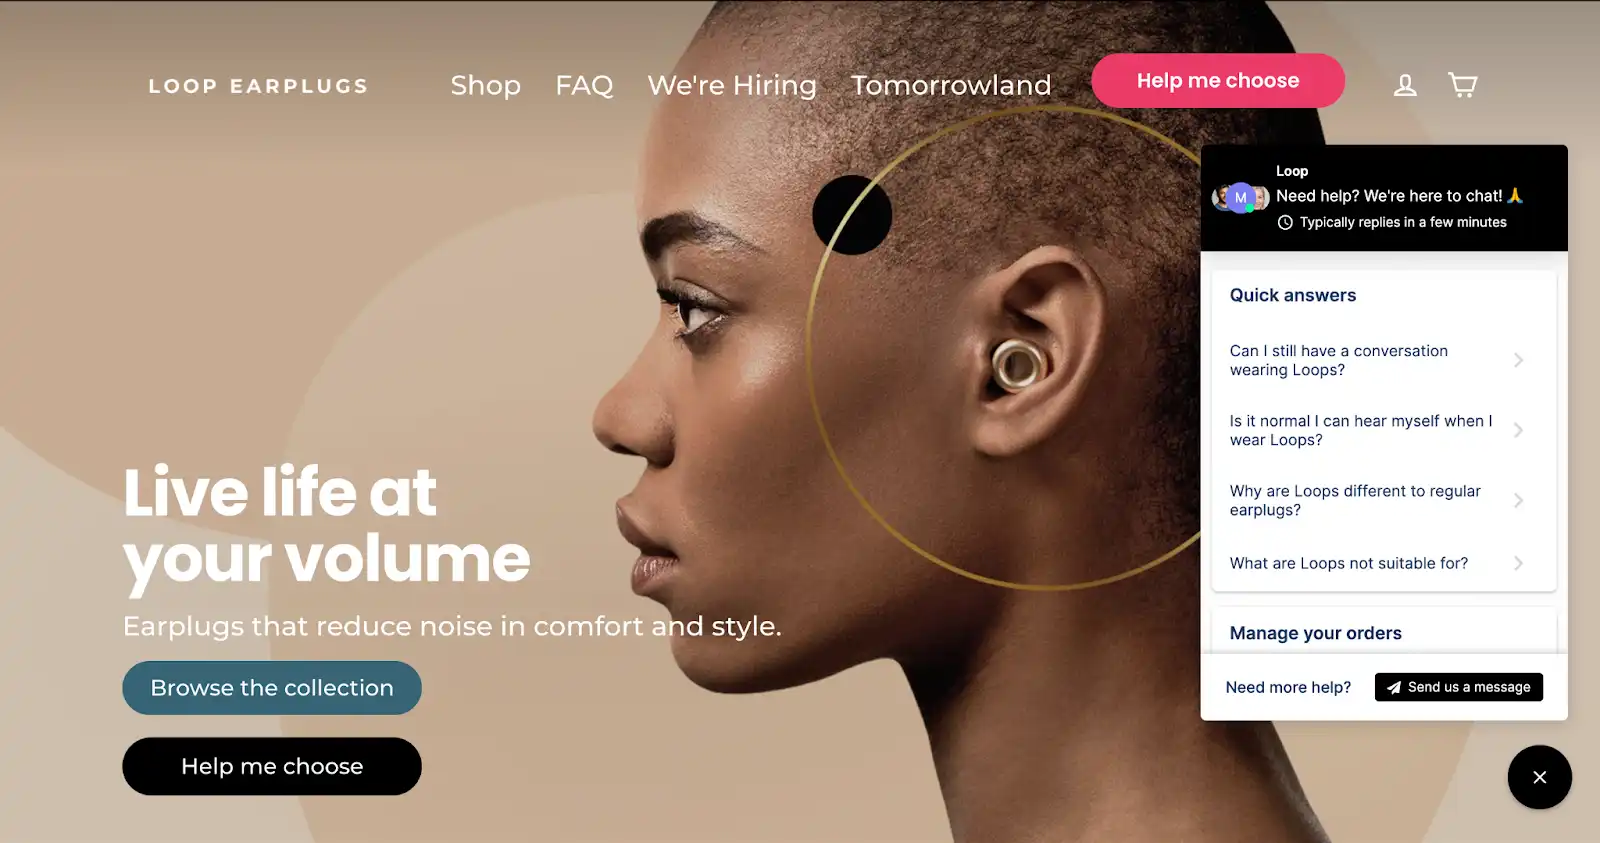 LOOP EARPLUGS
Shop
FAQ
We're Hiring
Tomorrowland
Help me choose
Live life at
your volume
Earplugs that reduce noise in comfort and style.
Browse the collection
Help me choose
Loop
M
Need help? We're here to chat! 🙏
Typically replies in a few minutes
Quick answers
Can I still have a conversation
wearing Loops?
Is it normal I can hear myself when I
wear Loops?
Why are Loops different to regular
earplugs?
What are Loops not suitable for?
Manage your orders
Need more help?
Send us a message